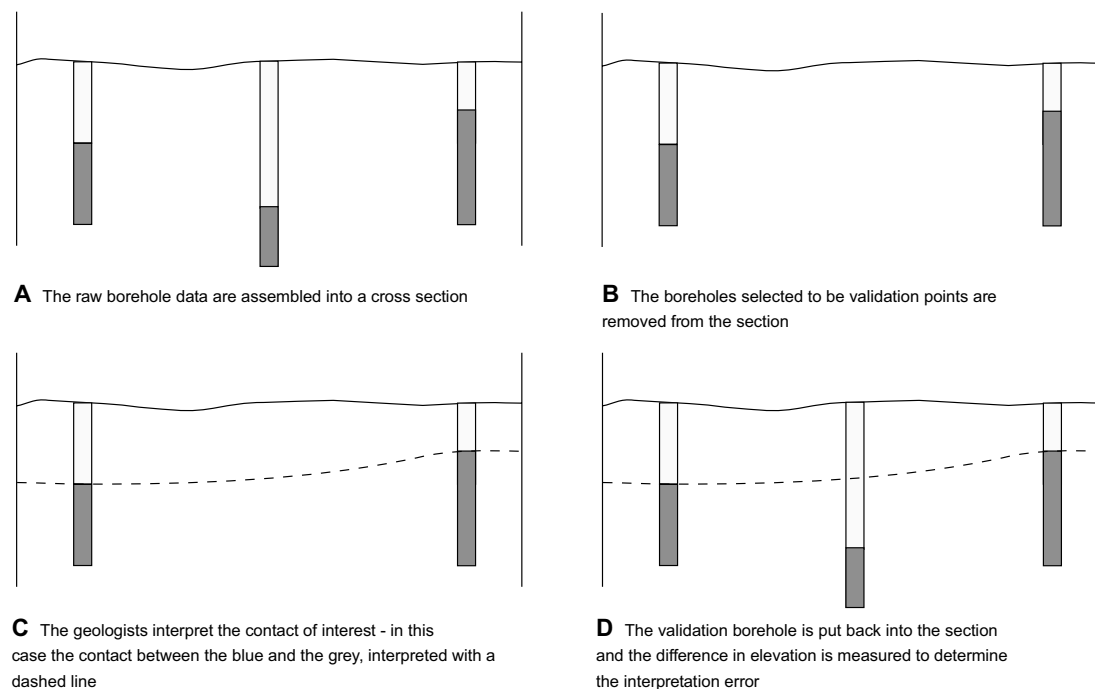 A The raw borehole data are assembled into a cross section
B The boreholes selected to be validation points are
removed from the section
C The geologists interpret the contact of interest - in this
case the contact between the blue and the grey, interpreted with a
dashed line
D The validation borehole is put back into the section
and the difference in elevation is measured to determine
the interpretation error